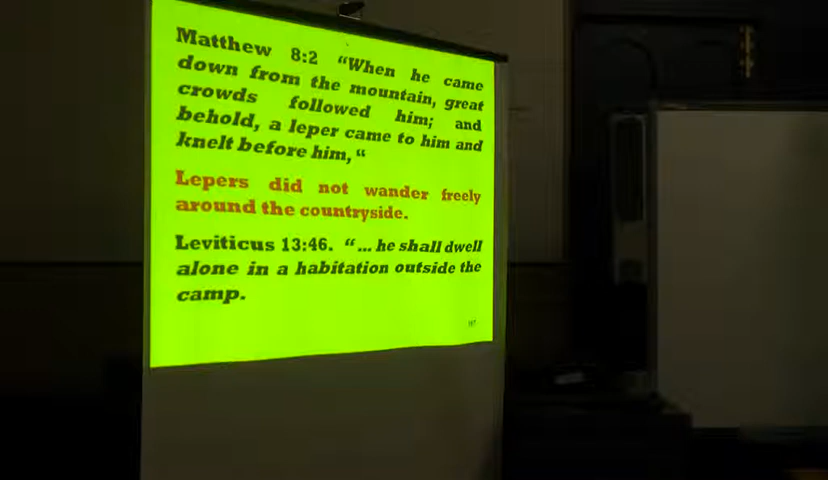 Matthew 8:2 “When he came
down from the mountain, great
crowds followed him; and
behold, a leper came to him and
knelt before him, “
Lepers did not wander freely
around the countryside.
Leviticus 13:46. “... he shall dwell
alone in a habitation outside the
camp.